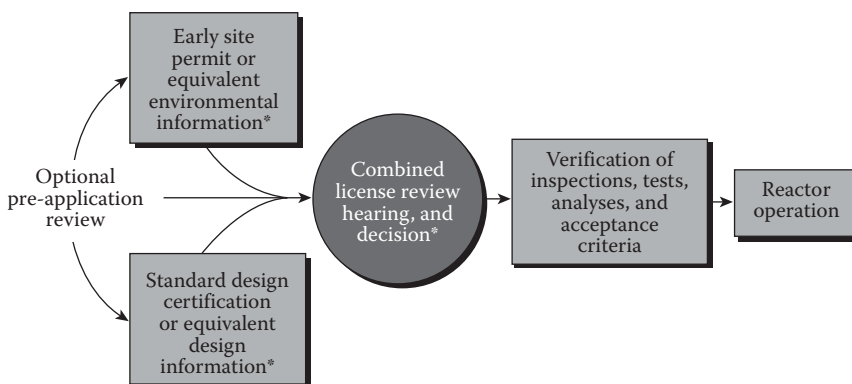 Early site
permit or
equivalent
environmental
information*
Optional
pre-application
review
Standard design
certification
or equivalent
design
information*
Combined
license review
hearing, and
decision*
Verification of
inspections, tests,
analyses, and
acceptance
criteria
Reactor
operation